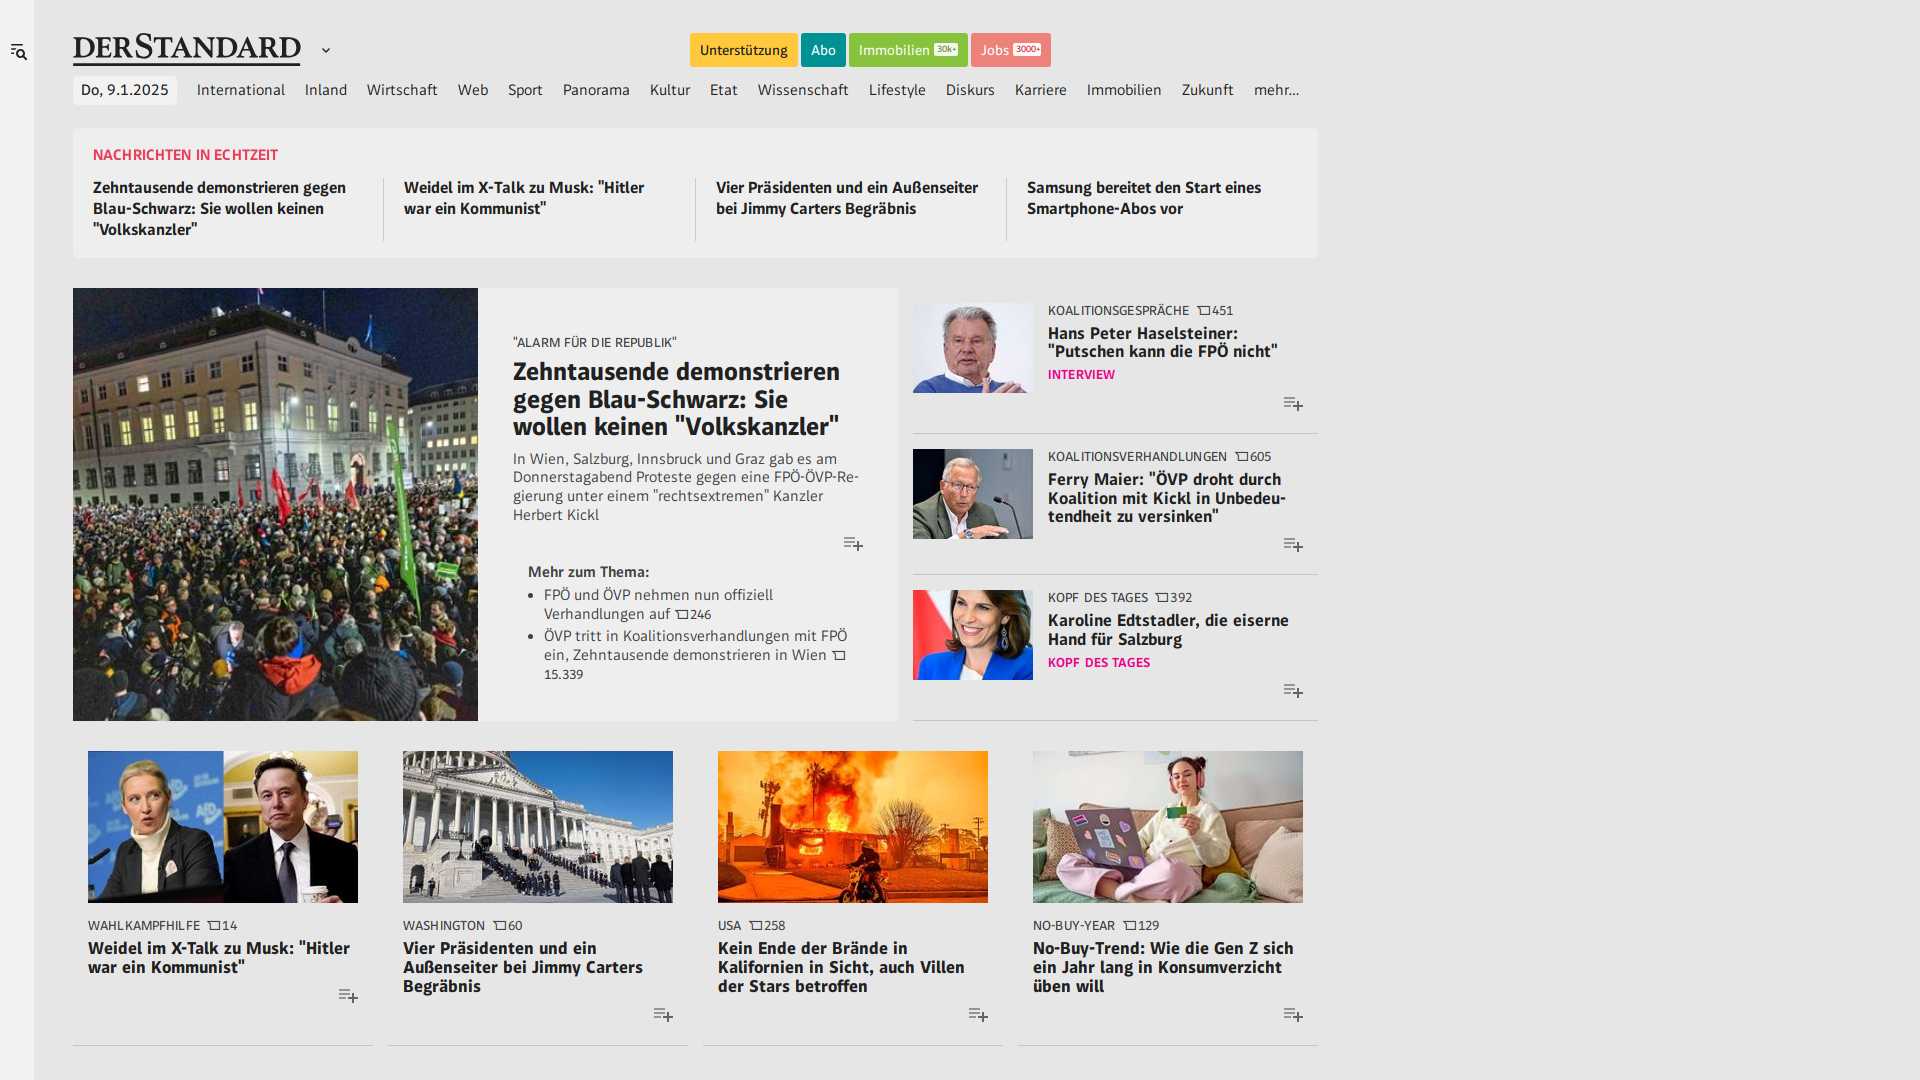 DERSTANDARD
Unterstützung
Abo
Immobilien 30k+
Jobs 3000+
Do, 9.1.2025
International
Inland
Wirtschaft
Web
Sport
Panorama
Kultur
Etat
Wissenschaft
Lifestyle
Diskurs
Karriere
Immobilien
Zukunft
mehr...
NACHRICHTEN IN ECHTZEIT
Zehntausende demonstrieren gegen
Blau-Schwarz: Sie wollen keinen
"Volkskanzler"
Weidel im X-Talk zu Musk: "Hitler
war ein Kommunist"
Vier Präsidenten und ein Außenseiter
bei Jimmy Carters Begräbnis
Samsung bereitet den Start eines
Smartphone-Abos vor
"ALARM FÜR DIE REPUBLIK"
Zehntausende demonstrieren
gegen Blau-Schwarz: Sie
wollen keinen "Volkskanzler"
In Wien, Salzburg, Innsbruck und Graz gab es am
Donnerstagabend Proteste gegen eine FPÖ-ÖVP-Re-
gierung unter einem "rechtsextremen" Kanzler
Herbert Kickl
Mehr zum Thema:
• FPÖ und ÖVP nehmen nun offiziell
Verhandlungen auf 246
• ÖVP tritt in Koalitionsverhandlungen mit FPÖ
ein, Zehntausende demonstrieren in Wien
15.339
KOALITIONSGESPRÄCHE 451
Hans Peter Haselsteiner:
"Putschen kann die FPÖ nicht"
INTERVIEW
KOALITIONSVERHANDLUNGEN 605
Ferry Maier: "ÖVP droht durch
Koalition mit Kickl in Unbedeu-
tendheit zu versinken"
KOPF DES TAGES 392
Karoline Edtstadler, die eiserne
Hand für Salzburg
KOPF DES TAGES
AfD
WAHLKAMPFHILFE 14
Weidel im X-Talk zu Musk: "Hitler
war ein Kommunist"
WASHINGTON 60
Vier Präsidenten und ein
Außenseiter bei Jimmy Carters
Begräbnis
USA 258
Kein Ende der Brände in
Kalifornien in Sicht, auch Villen
der Stars betroffen
NO-BUY-YEAR 129
No-Buy-Trend: Wie die Gen Z sich
ein Jahr lang in Konsumverzicht
üben will